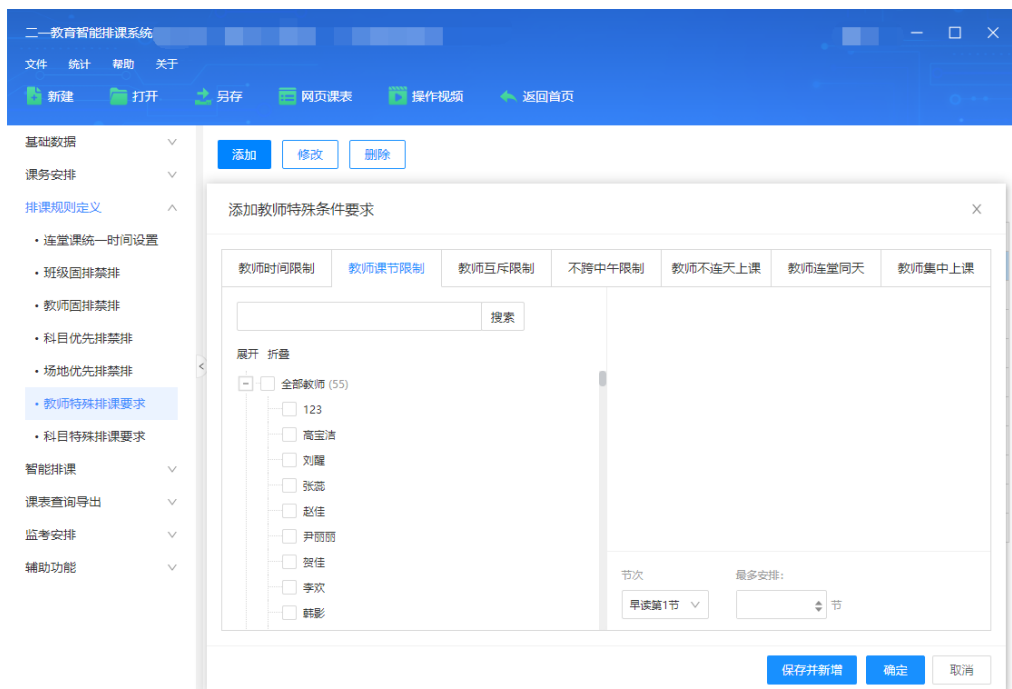 二一教育智能排课系统
文件 统计 帮助 关于
新建 打开 另存 网页课表 操作视频 返回首页
基础数据
课务安排
排课规则定义
• 连堂课统一时间设置
• 班级固排禁排
• 教师固排禁排
• 科目优先排禁排
• 场地优先排禁排
• 教师特殊排课要求
• 科目特殊排课要求
智能排课
课表查询导出
监考安排
辅助功能
添加 修改 删除
添加教师特殊条件要求
教师时间限制 教师课节限制 教师互斥限制 不跨中午限制 教师不连天上课 教师连堂同天 教师集中上课
搜索
展开 折叠
全部教师 (55)
123
高宝洁
刘醒
张蕊
赵佳
尹丽丽
贺佳
李欢
韩影
节次 最多安排:
早读第1节 节
保存并新增 确定 取消